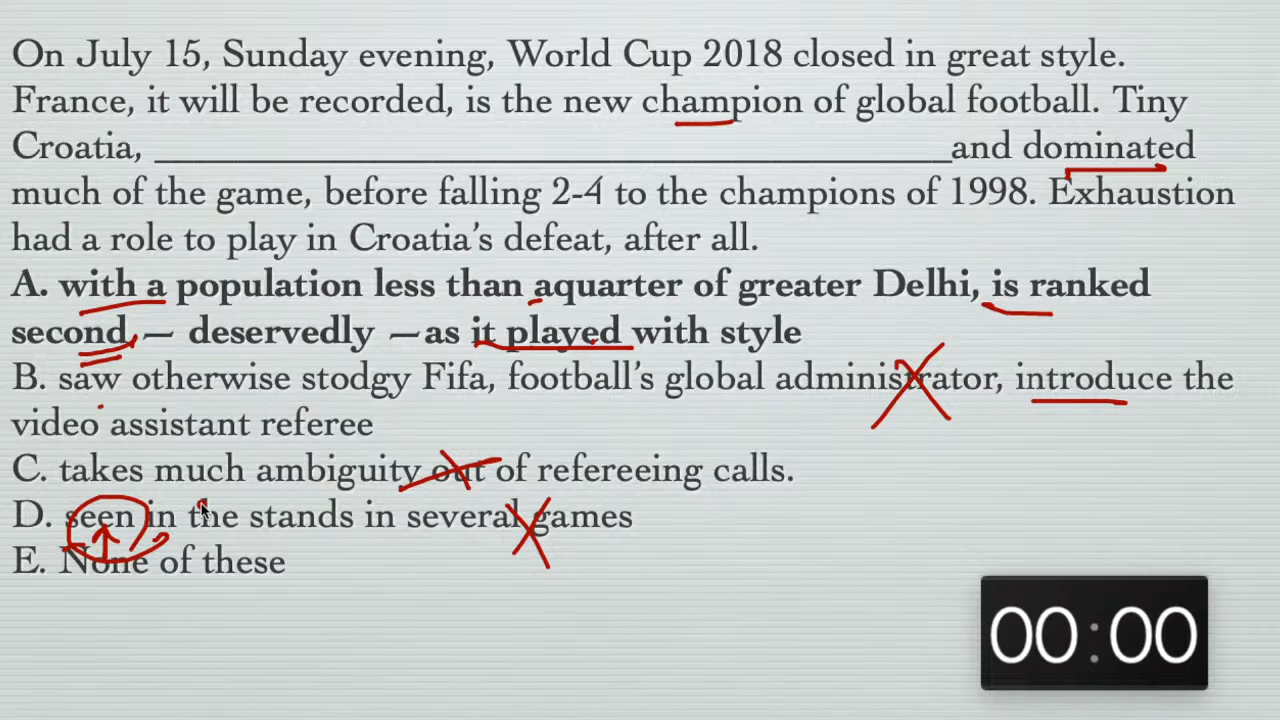 On July 15, Sunday evening, World Cup 2018 closed in great style.
France, it will be recorded, is the new champion of global football. Tiny
Croatia, ____________________________________________and dominated
much of the game, before falling 2-4 to the champions of 1998. Exhaustion
had a role to play in Croatia's defeat, after all.
A. with a population less than aquarter of greater Delhi, is ranked
second, — deservedly —as it played with style
B. saw otherwise stodgy Fifa, football's global administrator, introduce the
video assistant referee
C. takes much ambiguity out of refereeing calls.
D. seen in the stands in several games
E. None of these
00:00